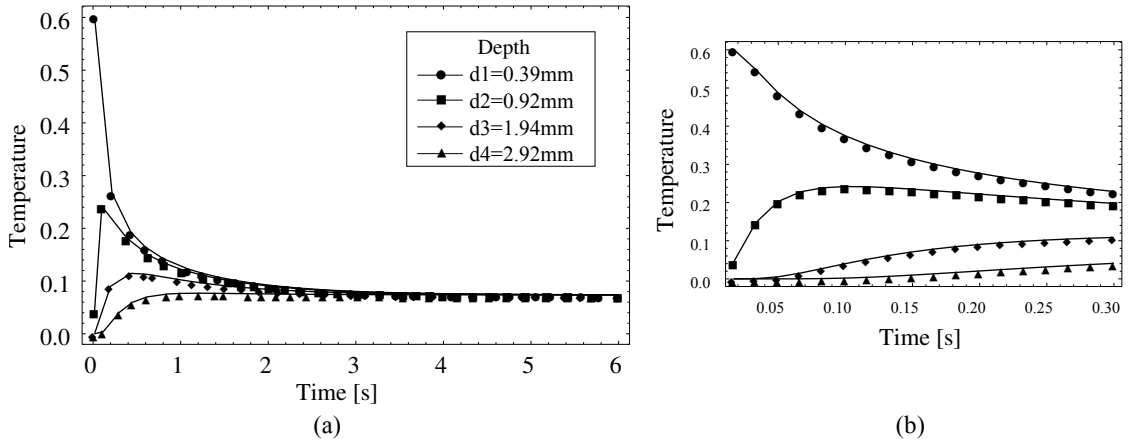 0.6
0.5
0.4
0.3
0.2
0.1
0.0
Temperature
Depth
d1=0.39mm
d2=0.92mm
d3=1.94mm
d4=2.92mm
0 1 2 3 4 5 6
Time [s]
(a)
0.6
0.5
0.4
0.2
0.1
0.0
Temperature
0.05 0.10 0.15 0.20 0.25 0.30
Time [s]
(b)